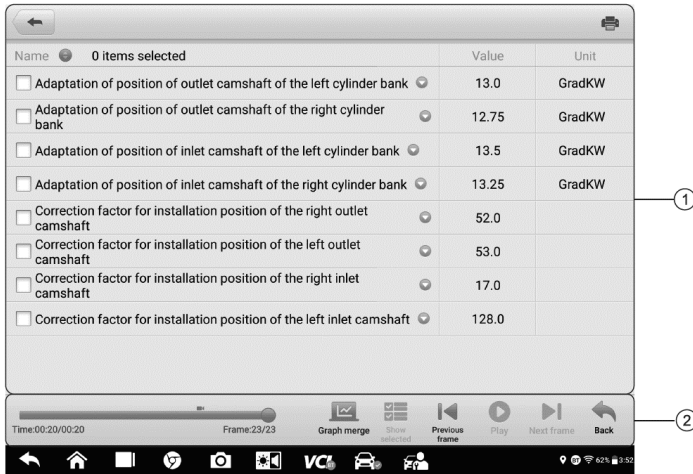 Name 0 items selected Value Unit
Adaptation of position of outlet camshaft of the left cylinder bank 13.0 GradKW
Adaptation of position of outlet camshaft of the right cylinder
bank 12.75 GradKW
Adaptation of position of inlet camshaft of the left cylinder bank 13.5 GradKW
Adaptation of position of inlet camshaft of the right cylinder bank 13.25 GradKW
1
Correction factor for installation position of the right outlet
camshaft 52.0
Correction factor for installation position of the left outlet
camshaft 53.0
Correction factor for installation position of the right inlet
camshaft 17.0
Correction factor for installation position of the left inlet camshaft 128.0
Time:00:20/00:20 Frame:23/23
Graph merge
Show
selected
Previous
frame
Play
Next frame
Back
2
VCI
62% 3:52